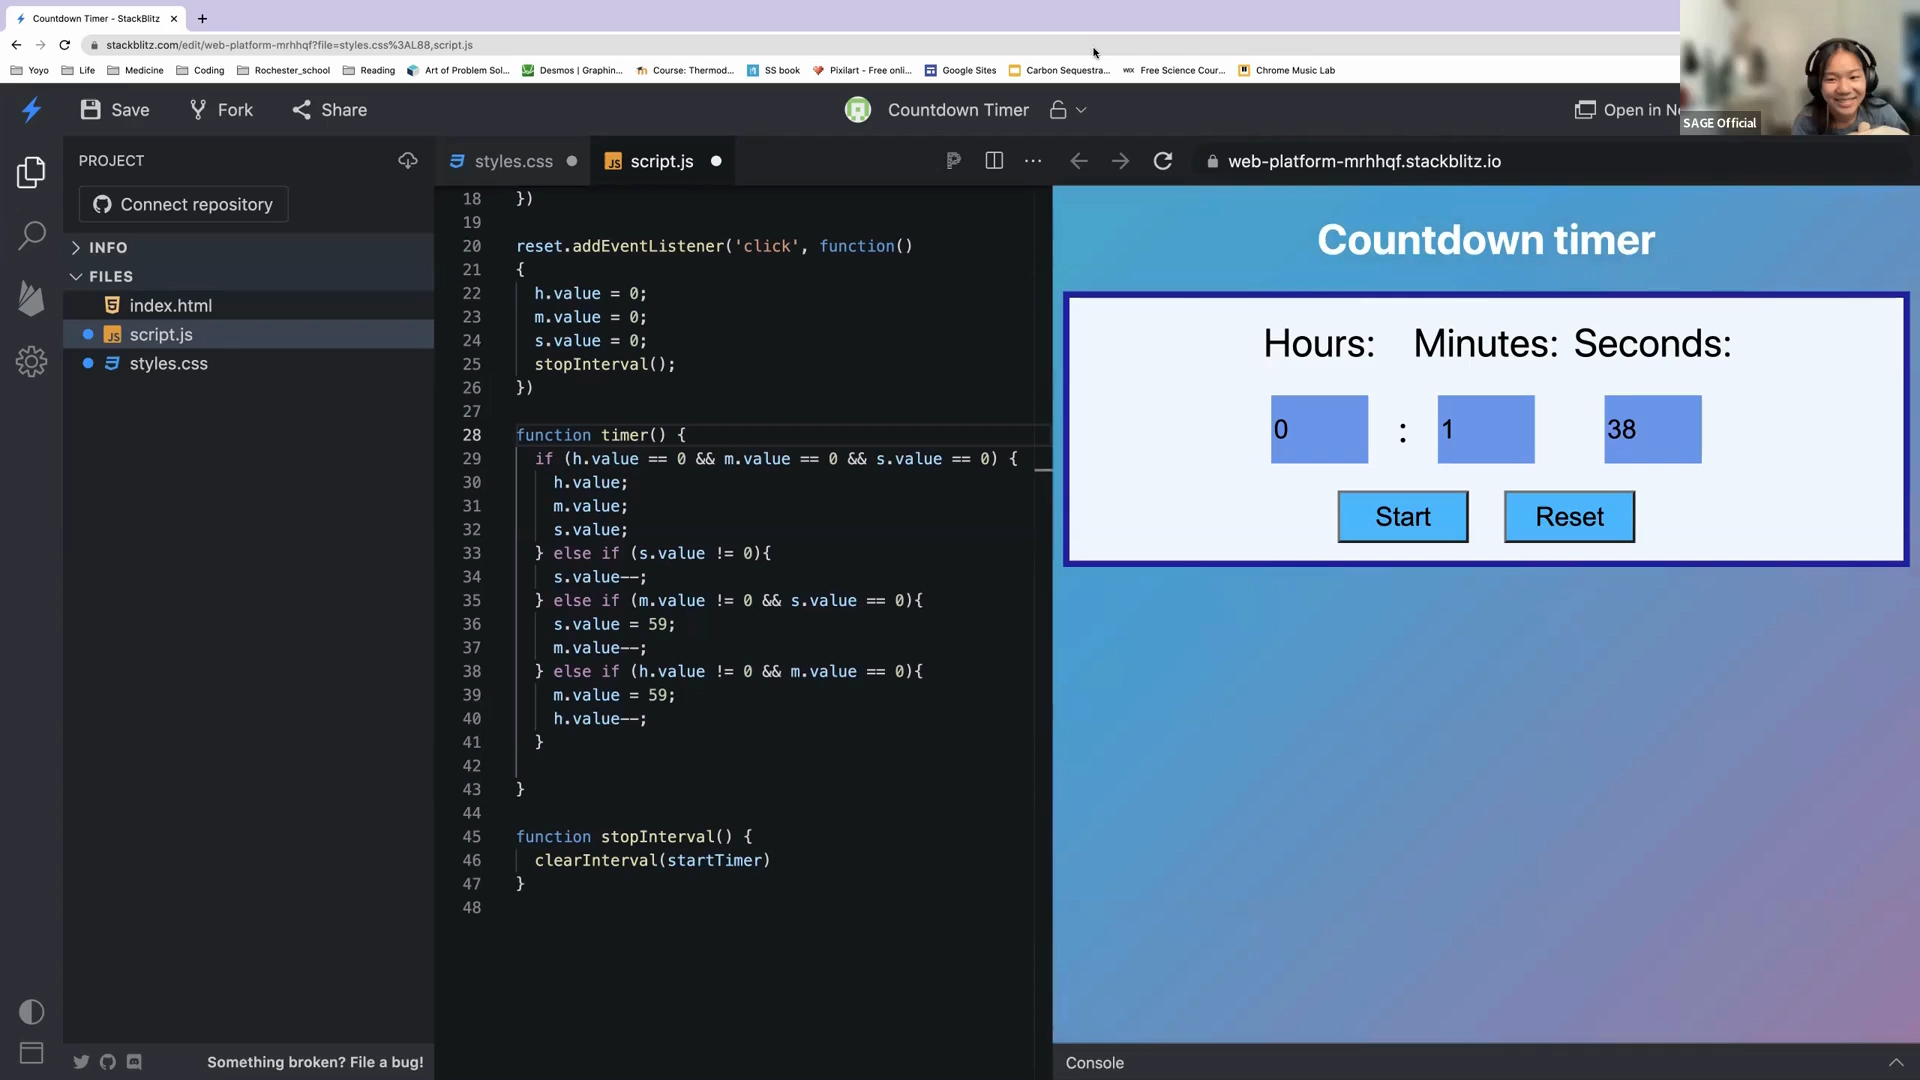 Countdown Timer - StackBlitz
stackblitz.com/edit/web-platform-mrhhqf?file=styles.css%3AL88,script.js
Yoyo Life Medicine Coding Rochester_school Reading Art of Problem Sol... Desmos | Graphin... Course: Thermod... SS book Pixilart - Free onli... Google Sites Carbon Sequestra... WIX Free Science Cour... Chrome Music Lab
Save Fork Share Countdown Timer Open in Ne
SAGE Official
PROJECT
Connect repository
INFO
FILES
index.html
JS script.js
styles.css
styles.css JS script.js
web-platform-mrhhqf.stackblitz.io
18 })
19
20 reset.addEventListener('click', function()
21 {
22 h.value = 0;
23 m.value = 0;
24 s.value = 0;
25 stopInterval();
26 })
27
28 function timer() {
29 if (h.value == 0 && m.value == 0 && s.value == 0) {
30 h.value;
31 m.value;
32 s.value;
33 } else if (s.value != 0){
34 s.value--;
35 } else if (m.value != 0 && s.value == 0){
36 s.value = 59;
37 m.value--;
38 } else if (h.value != 0 && m.value == 0){
39 m.value = 59;
40 h.value--;
41 }
42
43 }
44
45 function stopInterval() {
46 clearInterval(startTimer)
47 }
48
Countdown timer
Hours: Minutes: Seconds:
0 : 1 38
Start Reset
Something broken? File a bug!
Console